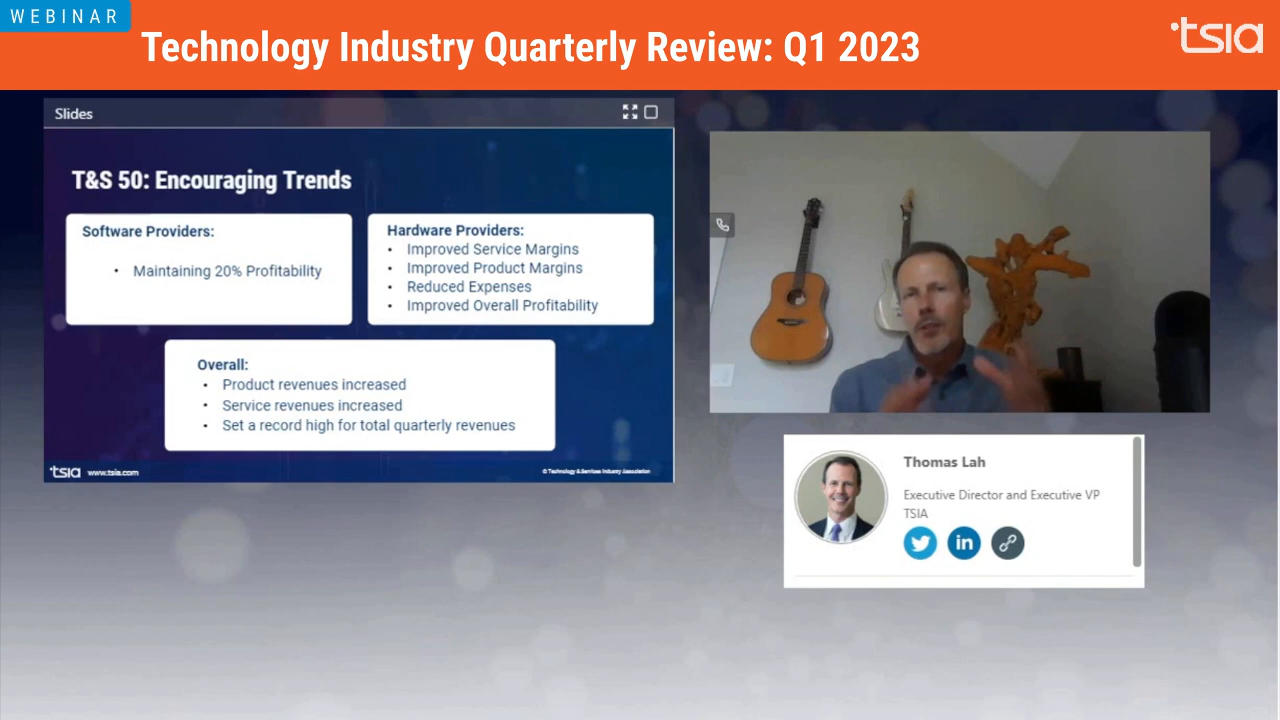 WEBINAR
Technology Industry Quarterly Review: Q1 2023
tsia
Slides
T&S 50: Encouraging Trends
Software Providers:
• Maintaining 20% Profitability
Hardware Providers:
• Improved Service Margins
• Improved Product Margins
• Reduced Expenses
• Improved Overall Profitability
Overall:
• Product revenues increased
• Service revenues increased
• Set a record high for total quarterly revenues
tsia www.tsia.com
© Technology & Services Industry Association
Thomas Lah
Executive Director and Executive VP
TSIA
in